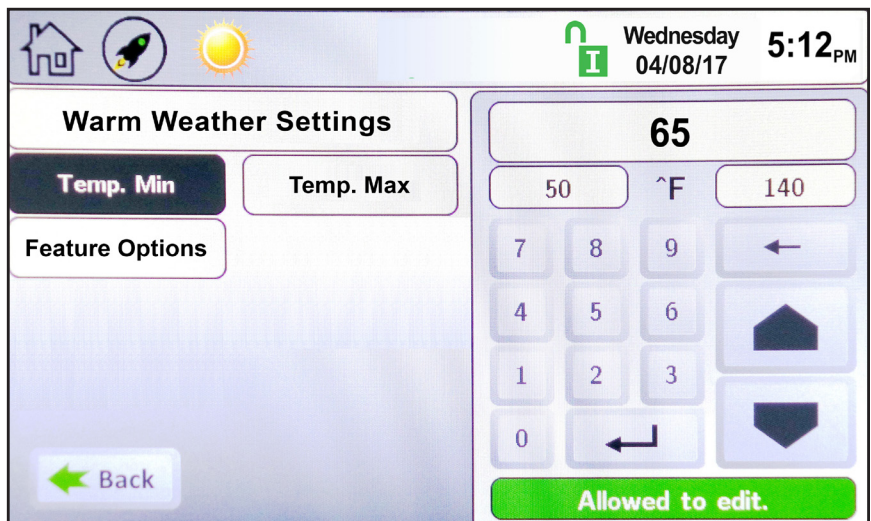 Wednesday
04/08/17
5:12PM
I
Warm Weather Settings
Temp. Min
Temp. Max
Feature Options
Back
65
50
^F
140
7
8
9
4
5
6
1
2
3
0
Allowed to edit.